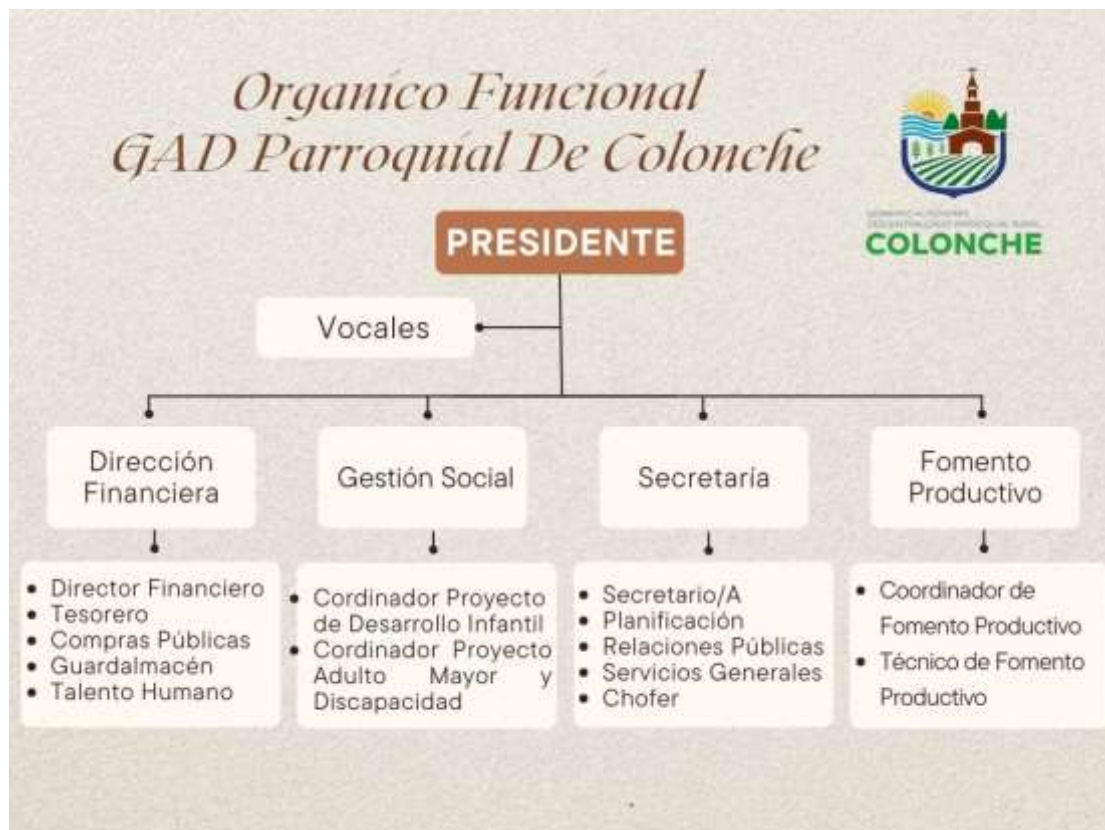 Organico Funcional
GAD Parroquial De Colonche
COLONCHE
PRESIDENTE
Vocales
Dirección
Financiera
Gestión Social
Secretaría
Fomento
Productivo
• Director Financiero
• Tesorero
• Compras Públicas
• Guardalmacén
• Talento Humano
• Cordinador Proyecto
de Desarrollo Infantil
• Cordinador Proyecto
Adulto Mayor y
Discapacidad
• Secretario/A
• Planificación
• Relaciones Públicas
• Servicios Generales
• Chofer
• Coordinador de
Fomento Productivo
• Técnico de Fomento
Productivo